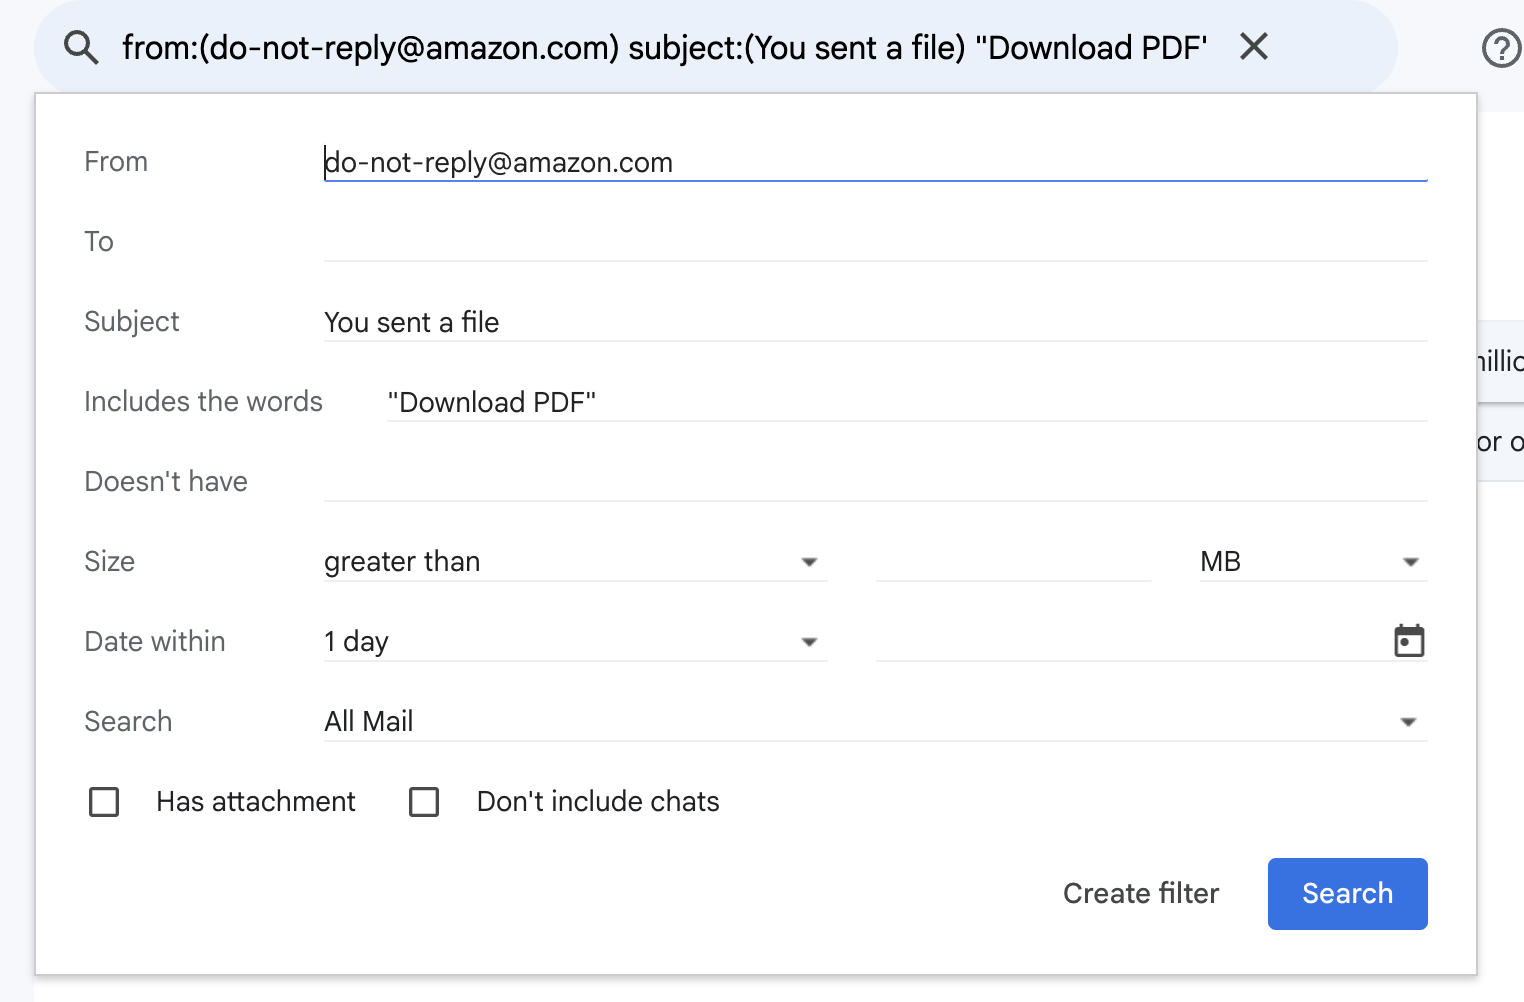 from:(do-not-reply@amazon.com) subject:(You sent a file) "Download PDF'
From do-not-reply@amazon.com
To
Subject You sent a file
Includes the words "Download PDF"
or o
Doesn't have
Size greater than MB
Date within 1 day
Search All Mail
Has attachment Don't include chats
Create filter Search